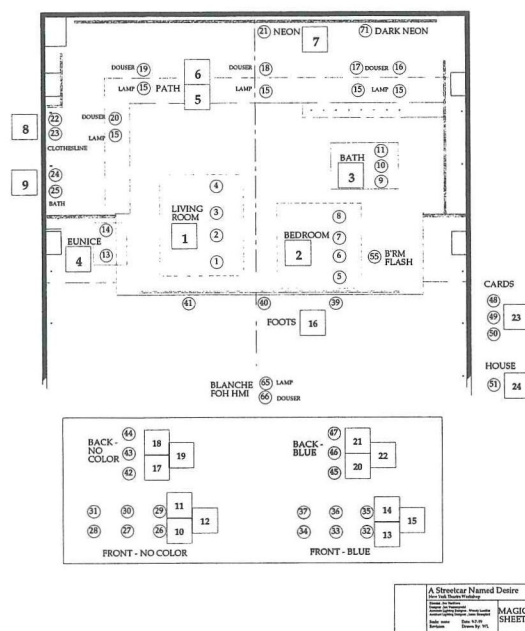 21 NEON 7 71 DARK NEON
DOUSER 19 6 DOUSER 18 17 DOUSER 16
LAMP 15 PATH 5 LAMP 15 15 LAMP 15
8 22 DOUSER 20
23 LAMP 15
CLOTHESLINE
11
BATH 10
3 9
9 24
25
BATH
4
LIVING ROOM 3
1 2
1
8
BEDROOM 7
2 6
5
55 B'RM FLASH
14
EUNICE
4 13
41 40 39
FOOTS 16
CARDS
48
49 23
50
HOUSE
51 24
BLANCHE 65 LAMP
FOH HMI 66 DOUSER
BACK - NO COLOR
44 18
43 19
42 17
BACK - BLUE
47 21
46 22
45 20
31 30 29 11
12
28 27 26 10
FRONT - NO COLOR
37 36 35 14
15
34 33 32 13
FRONT - BLUE
A Streetcar Named Desire
New York Theatre Workshop
MAGIC
SHEET